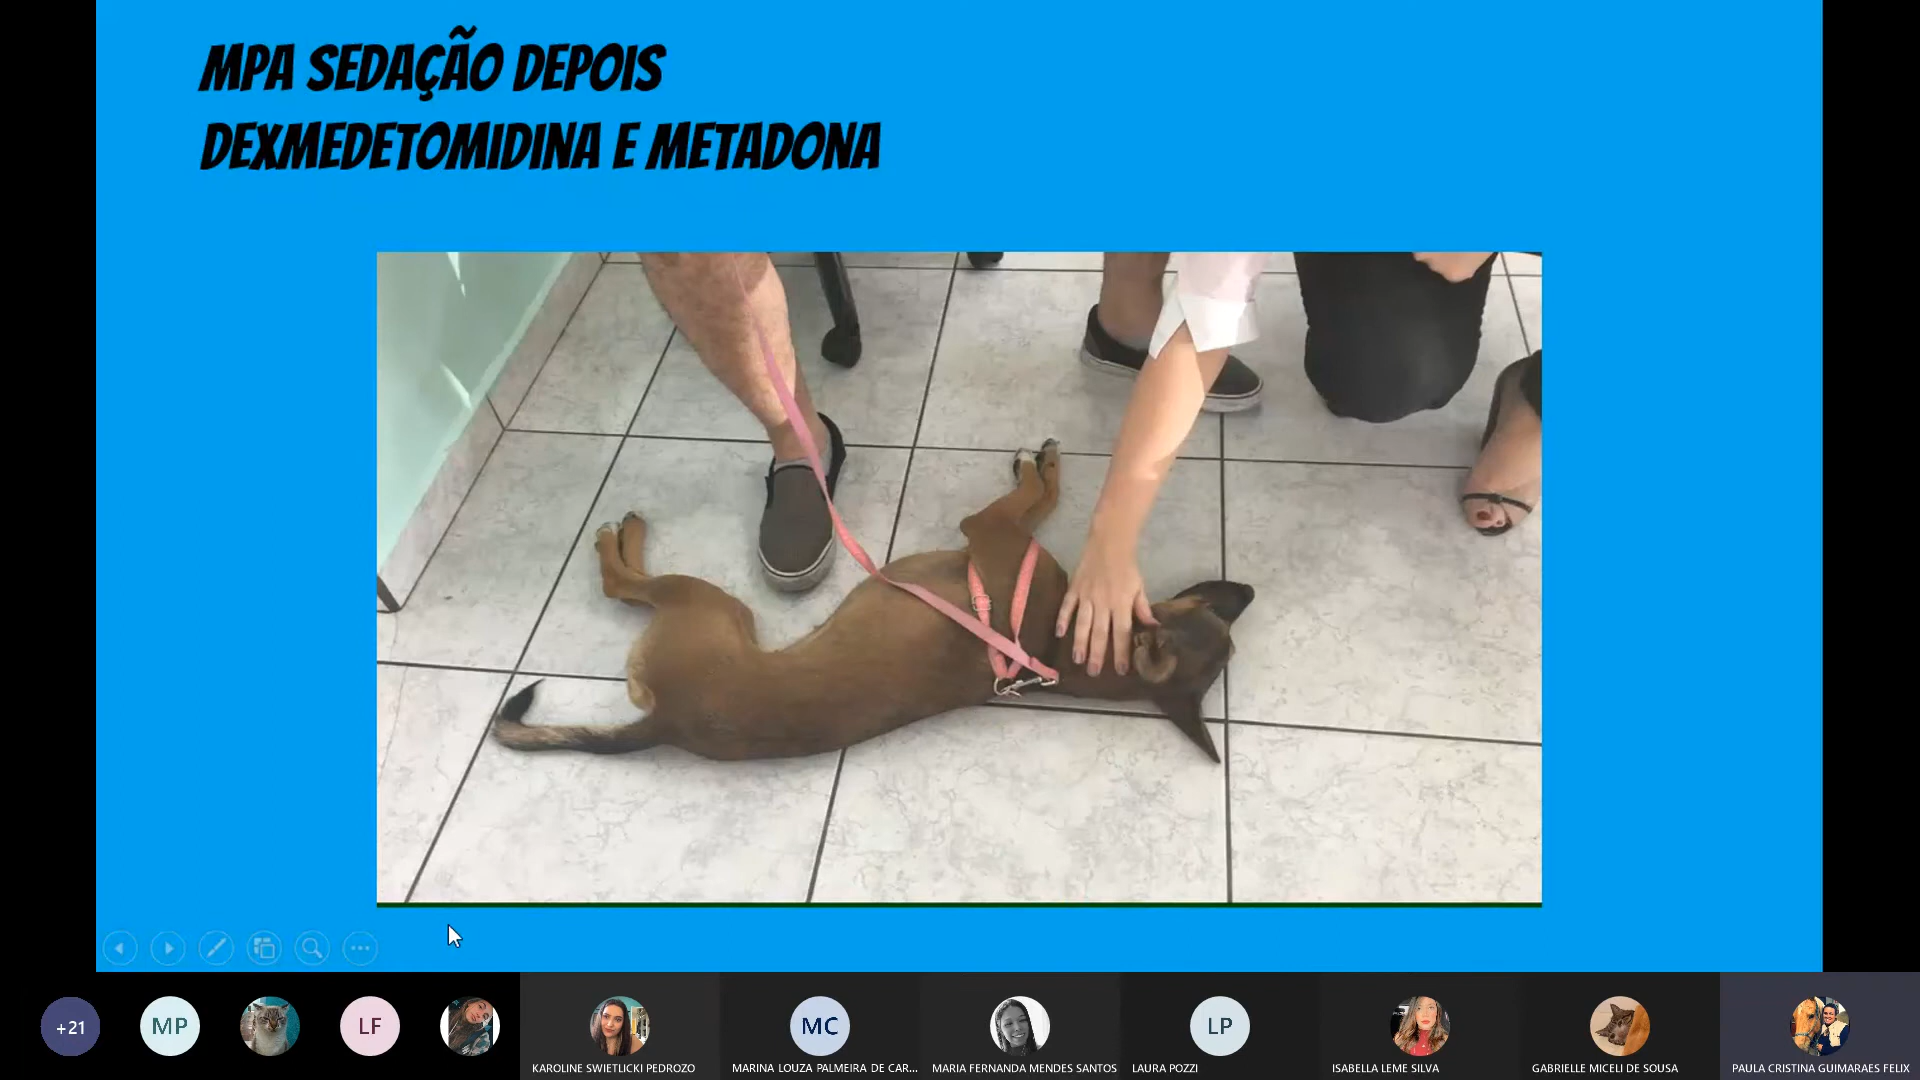 MPA SEDAÇÃO DEPOIS
DEXMEDETOMIDINA E METADONA
+21
MP
LF
MC
LP
KAROLINE SWIETLICKI PEDROZO
MARINA LOUZA PALMEIRA DE CAR...
MARIA FERNANDA MENDES SANTOS
LAURA POZZI
ISABELLA LEME SILVA
GABRIELLE MICELI DE SOUSA
PAULA CRISTINA GUIMARAES FELIX